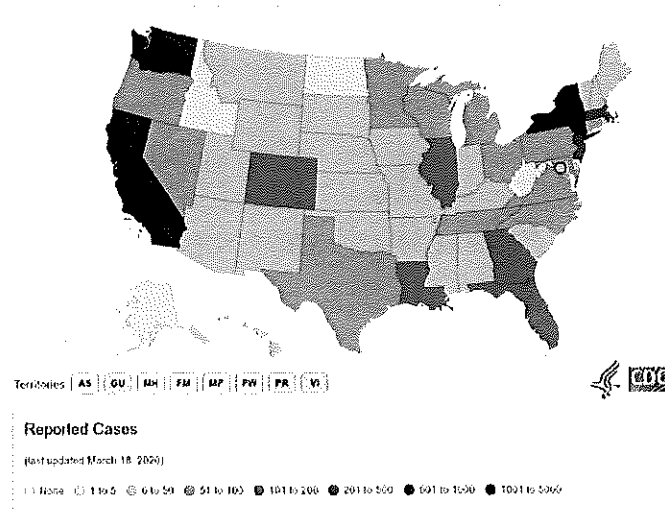 Territories AS GU MH FM MP PW PR VI
CDC
Reported Cases
(last updated March 18, 2020)
None 1 to 5 6 to 50 51 to 100 101 to 200 201 to 500 501 to 1000 1001 to 5000